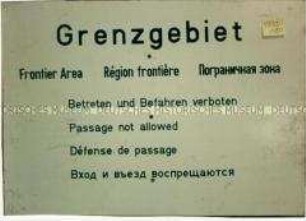 Grenzgebiet
Frontier Area Région frontière Пограничная зона
Betreten und Befahren verboten
Passage not allowed
Défense de passage
Вход и въезд воспрещаются